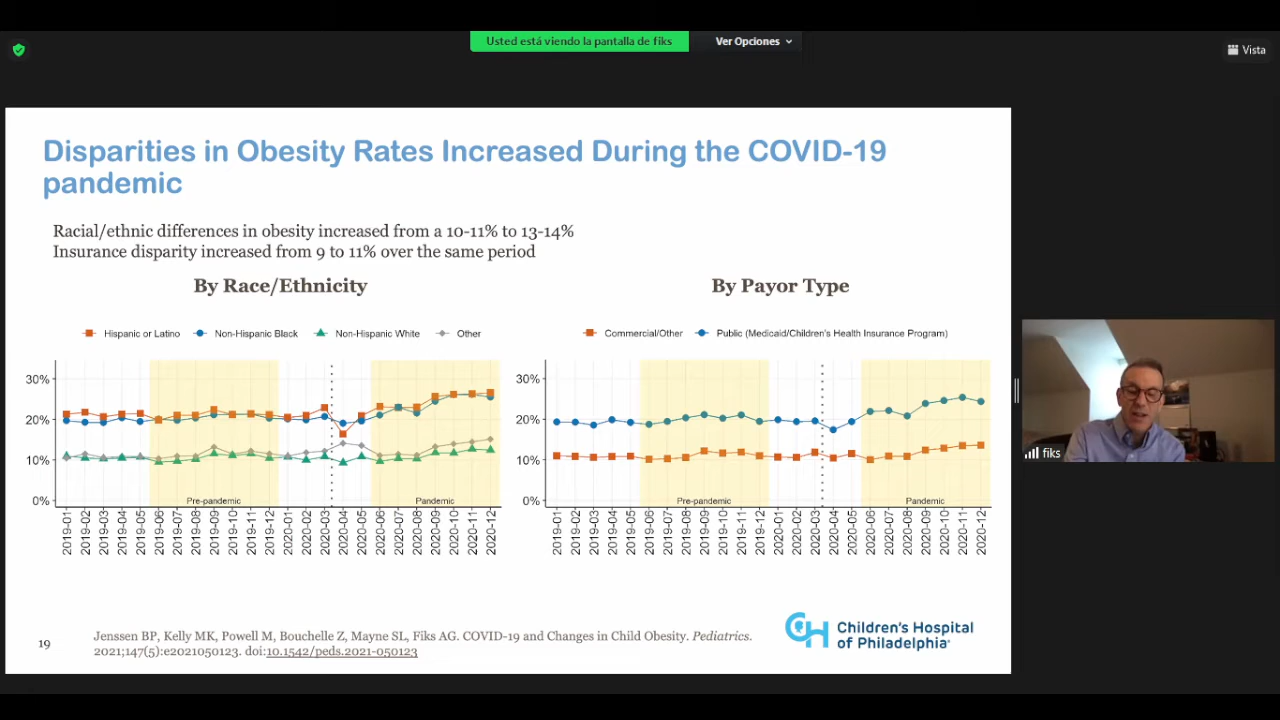 Usted está viendo la pantalla de fiks
Ver Opciones
Vista
Disparities in Obesity Rates Increased During the COVID-19
pandemic
Racial/ethnic differences in obesity increased from a 10-11% to 13-14%
Insurance disparity increased from 9 to 11% over the same period
By Race/Ethnicity
Hispanic or Latino
Non-Hispanic Black
Non-Hispanic White
Other
30%
20%
10%
0%
Pre-pandemic
Pandemic
2019-01
2019-02
2019-03
2019-04
2019-05
2019-06
2019-07
2019-08
2019-09
2019-10
2019-11
2019-12
2020-01
2020-02
2020-03
2020-04
2020-05
2020-06
2020-07
2020-08
2020-09
2020-10
2020-11
2020-12
By Payor Type
Commercial/Other
Public (Medicaid/Children's Health Insurance Program)
30%
20%
10%
0%
Pre-pandemic
Pandemic
2019-01
2019-02
2019-03
2019-04
2019-05
2019-06
2019-07
2019-08
2019-09
2019-10
2019-11
2019-12
2020-01
2020-02
2020-03
2020-04
2020-05
2020-06
2020-07
2020-08
2020-09
2020-10
2020-11
2020-12
fiks
19
Jenssen BP, Kelly MK, Powell M, Bouchelle Z, Mayne SL, Fiks AG. COVID-19 and Changes in Child Obesity. Pediatrics.
2021;147(5):e2021050123. doi:10.1542/peds.2021-050123
CH
Children's Hospital
of Philadelphia